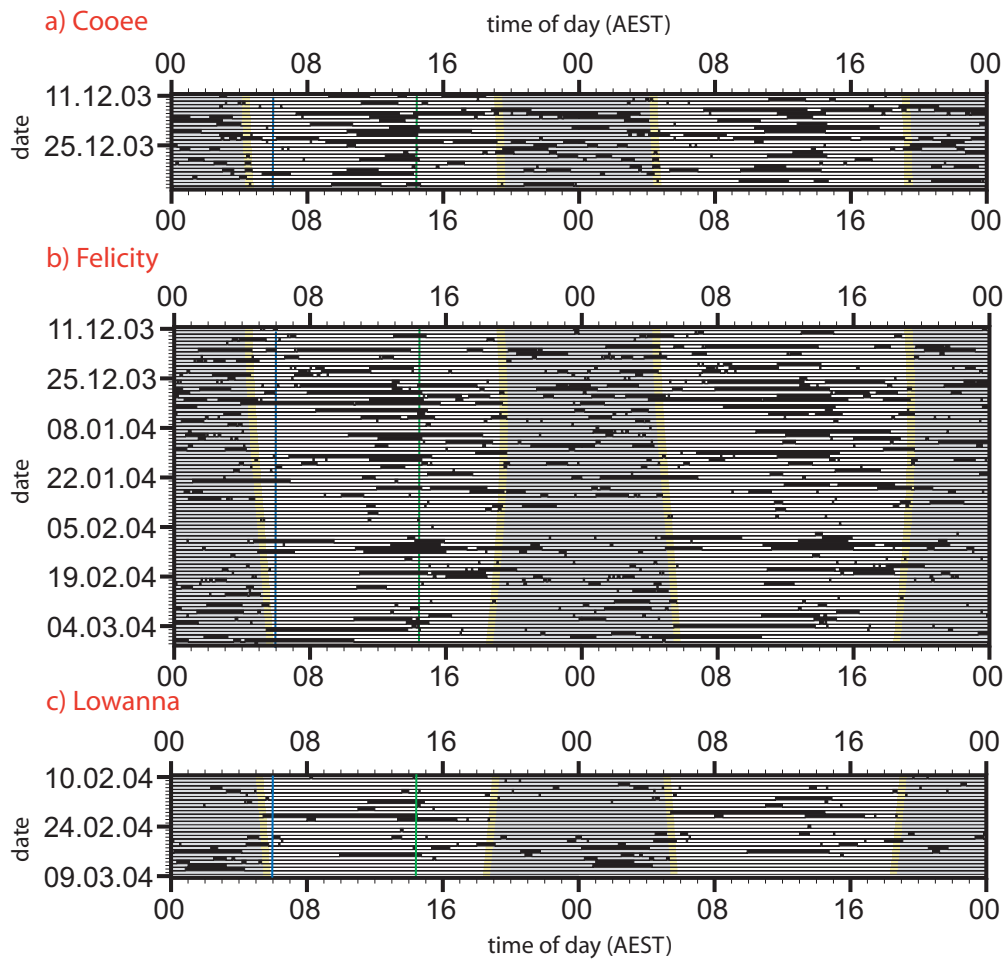 a) Cooee
time of day (AEST)
00 08 16 00 08 16 00
11.12.03
date
25.12.03
00 08 16 00 08 16 00
b) Felicity
00 08 16 00 08 16 00
11.12.03
25.12.03
08.01.04
date
22.01.04
05.02.04
19.02.04
04.03.04
00 08 16 00 08 16 00
c) Lowanna
00 08 16 00 08 16 00
10.02.04
date
24.02.04
09.03.04
00 08 16 00 08 16 00
time of day (AEST)